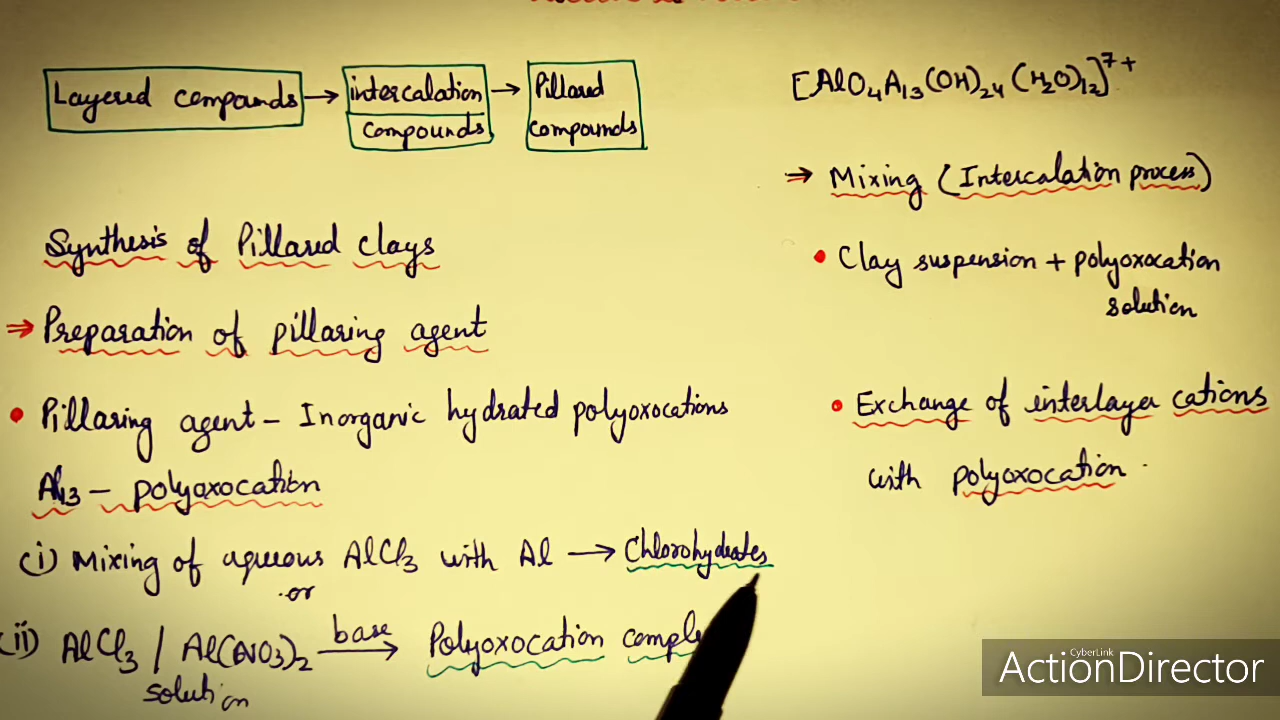 Layered compounds → intercalation compounds → Pillared compounds
Synthesis of Pillared clays
⇒ Preparation of pillaring agent
• Pillaring agent - Inorganic hydrated polyoxocations
Al13 - polyoxocation
(i) Mixing of aqueous AlCl3 with Al → Chlorohydrates
or
(ii) AlCl3 / Al(NO3)2 base → Polyoxocation
solution
[AlO4A13(OH)24(H2O)12]7+
⇒ Mixing (Intercalation process)
• Clay suspension + polyoxocation
solution
• Exchange of interlayer cations
with polyoxocation
CyberLink
ActionDirector